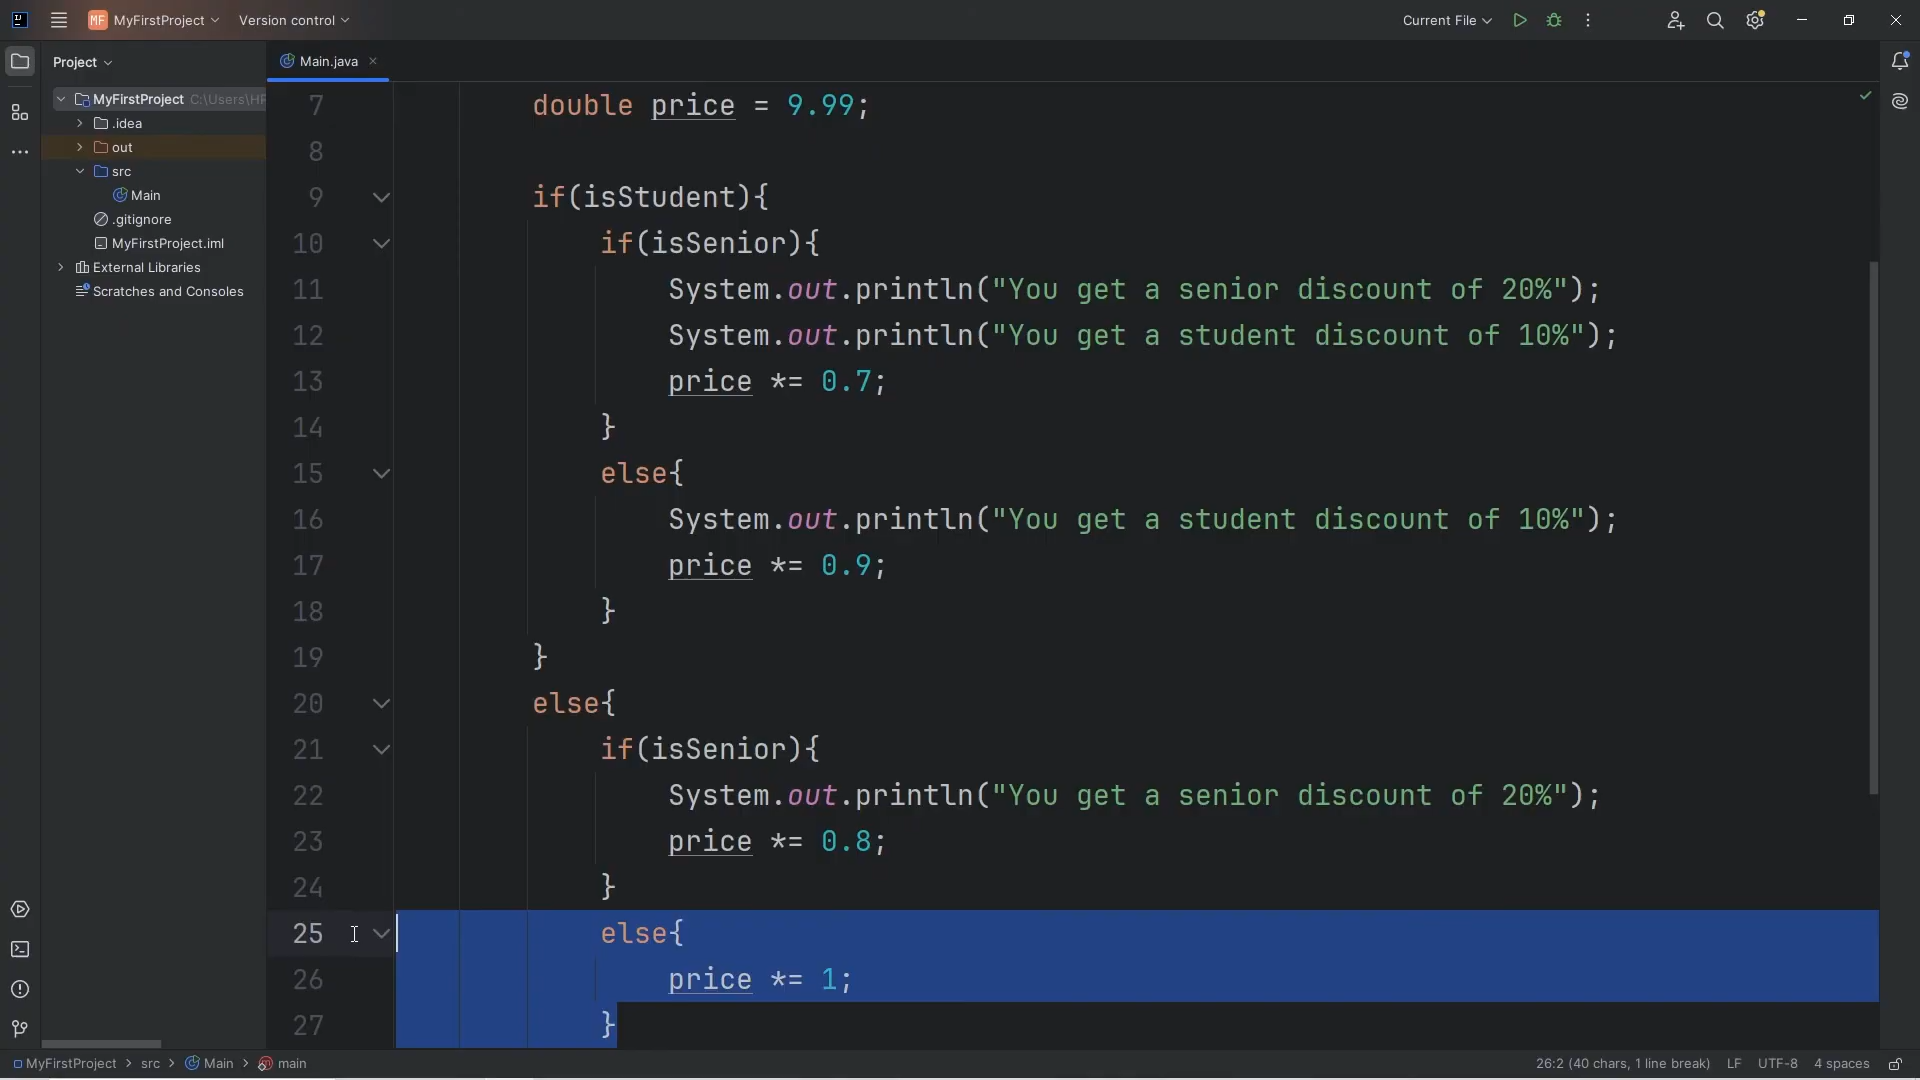 MF MyFirstProject Version control Current File
Project Main.java
MyFirstProject C:\Users\HP
.idea
out
src
Main
.gitignore
MyFirstProject.iml
External Libraries
Scratches and Consoles
7 double price = 9.99;
8
9 if(isStudent){
10 if(isSenior){
11 System.out.println("You get a senior discount of 20%");
12 System.out.println("You get a student discount of 10%");
13 price *= 0.7;
14 }
15 else{
16 System.out.println("You get a student discount of 10%");
17 price *= 0.9;
18 }
19 }
20 else{
21 if(isSenior){
22 System.out.println("You get a senior discount of 20%");
23 price *= 0.8;
24 }
25 else{
26 price *= 1;
27 }
MyFirstProject > src > Main > main 26:2 (40 chars, 1 line break) LF UTF-8 4 spaces